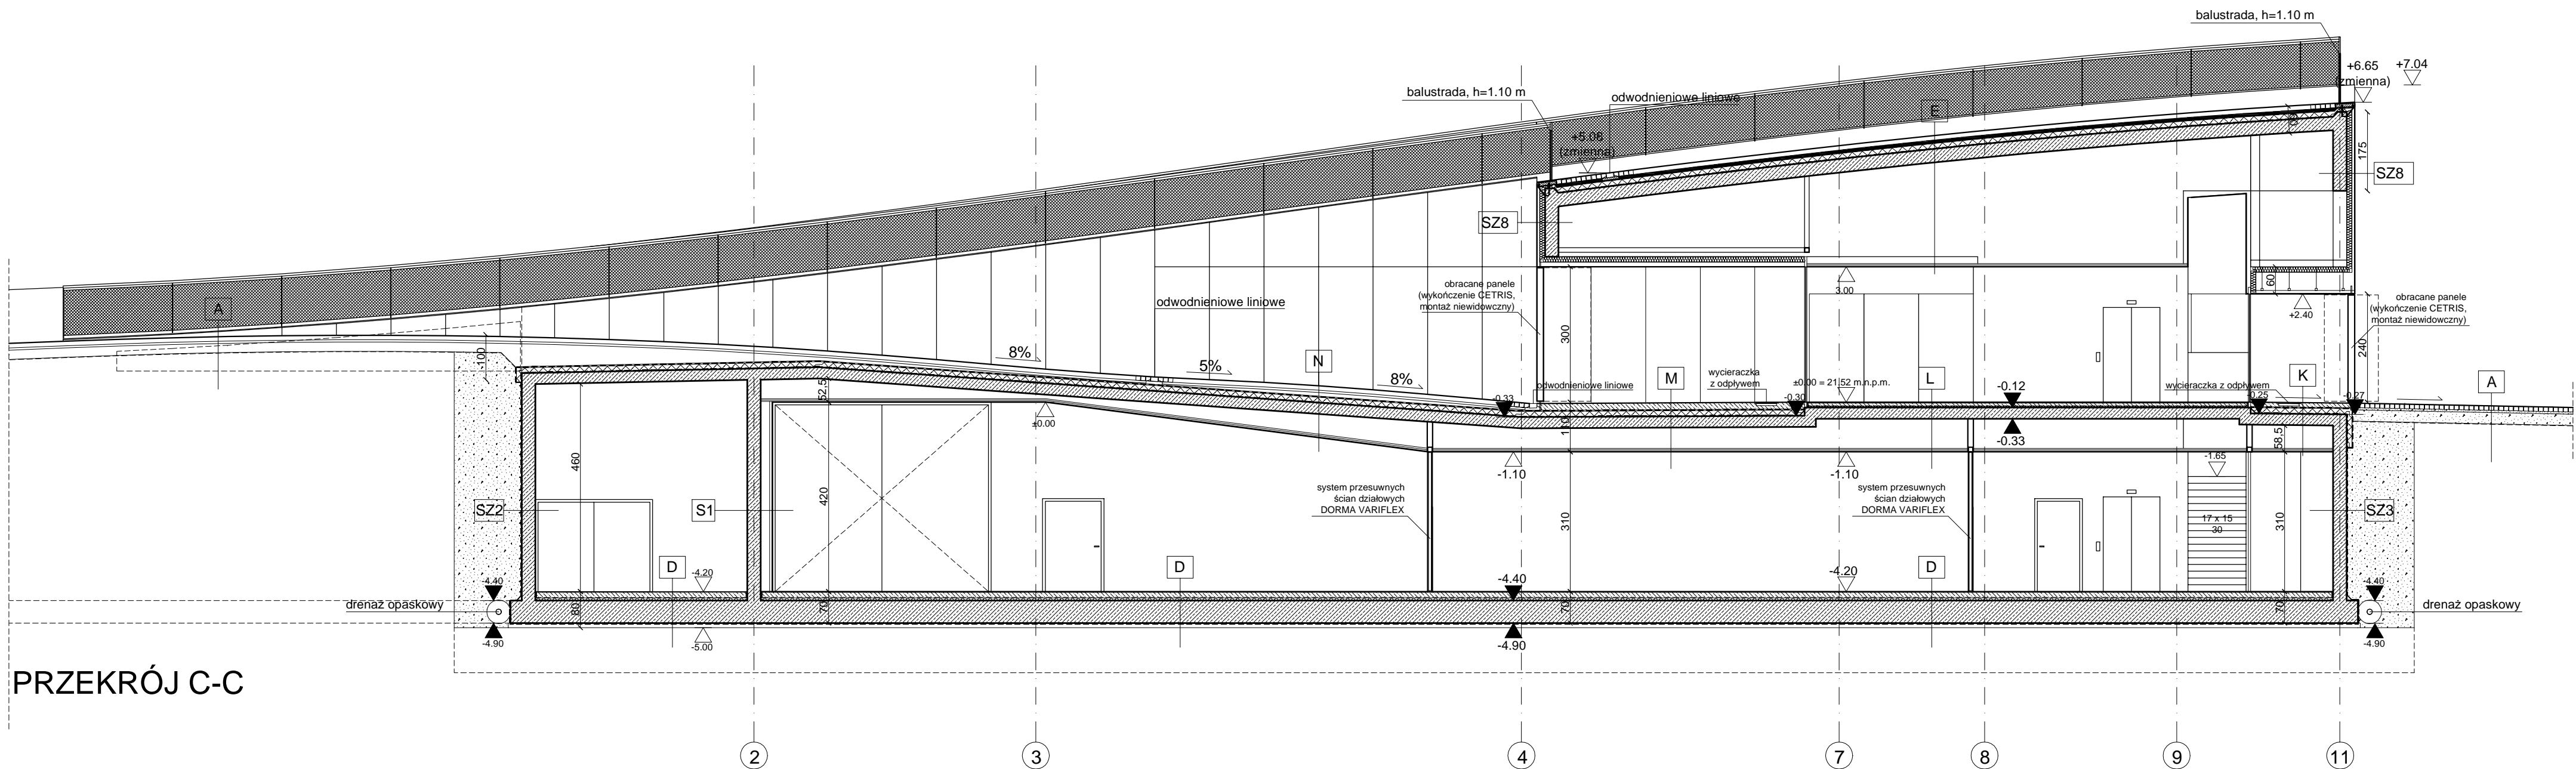 balustrada, h=1.10 m
+6.65
(zmienna)
+7.04
balustrada, h=1.10 m
odwodnieniowe liniowe
E
+5.08
(zmienna)
175
SZ8
SZ8
60
obracane panele
(wykończenie CETRIS,
montaż niewidowczny)
odwodnieniowe liniowe
A
3.00
+2.40
obracane panele
(wykończenie CETRIS,
montaż niewidowczny)
300
240
100
8%
5%
8%
N
M
L
K
A
odwodnieniowe liniowe
wycieraczka
z odpływem
±0.00 = 21,52 m.n.p.m.
-0.12
wycieraczka z odpływem
-0.33
-0.30
-0.25
-0.27
52,5
±0.00
110
-0.33
58,5
-1.10
-1.10
-1.65
460
420
310
310
system przesuwnych
ścian działowych
DORMA VARIFLEX
system przesuwnych
ścian działowych
DORMA VARIFLEX
SZ2
S1
SZ3
17 x 15
30
D
D
D
-4.40
-4.20
-4.40
-4.20
-4.40
drenaż opaskowy
80
70
70
70
drenaż opaskowy
-4.90
-5.00
-4.90
-4.90
PRZEKRÓJ C-C
2
3
4
7
8
9
11